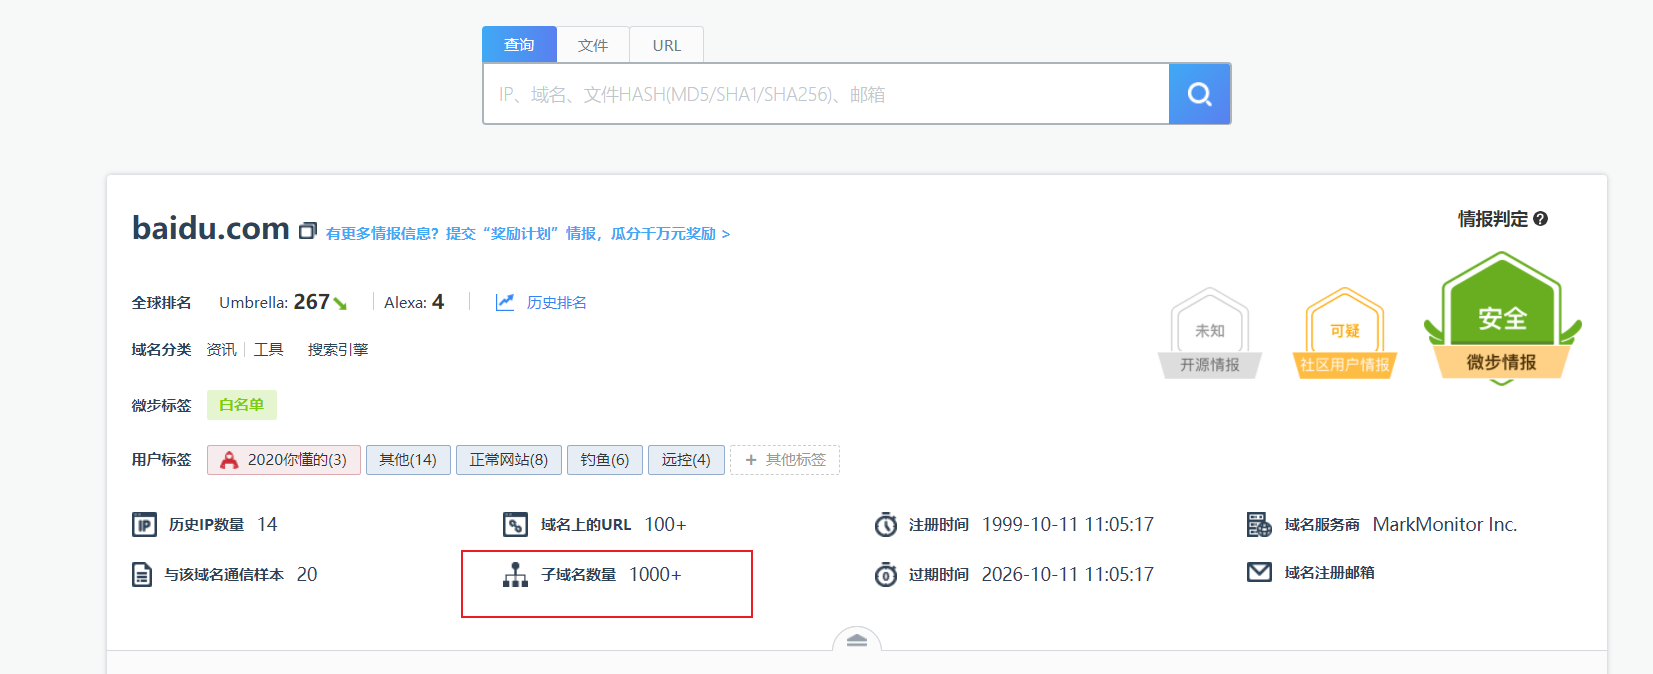 查询 文件 URL
IP、域名、文件HASH(MD5/SHA1/SHA256)、邮箱
baidu.com 有更多情报信息？提交“奖励计划”情报，瓜分千万元奖励 >
情报判定 ?
全球排名 Umbrella: 267 Alexa: 4 历史排名
未知 开源情报
可疑 社区用户情报
安全 微步情报
域名分类 资讯 工具 搜索引擎
微步标签 白名单
用户标签 2020你懂的(3) 其他(14) 正常网站(8) 钓鱼(6) 远控(4) + 其他标签
IP 历史IP数量 14 域名上的URL 100+ 注册时间 1999-10-11 11:05:17 域名服务商 MarkMonitor Inc.
与该域名通信样本 20 子域名数量 1000+ 过期时间 2026-10-11 11:05:17 域名注册邮箱